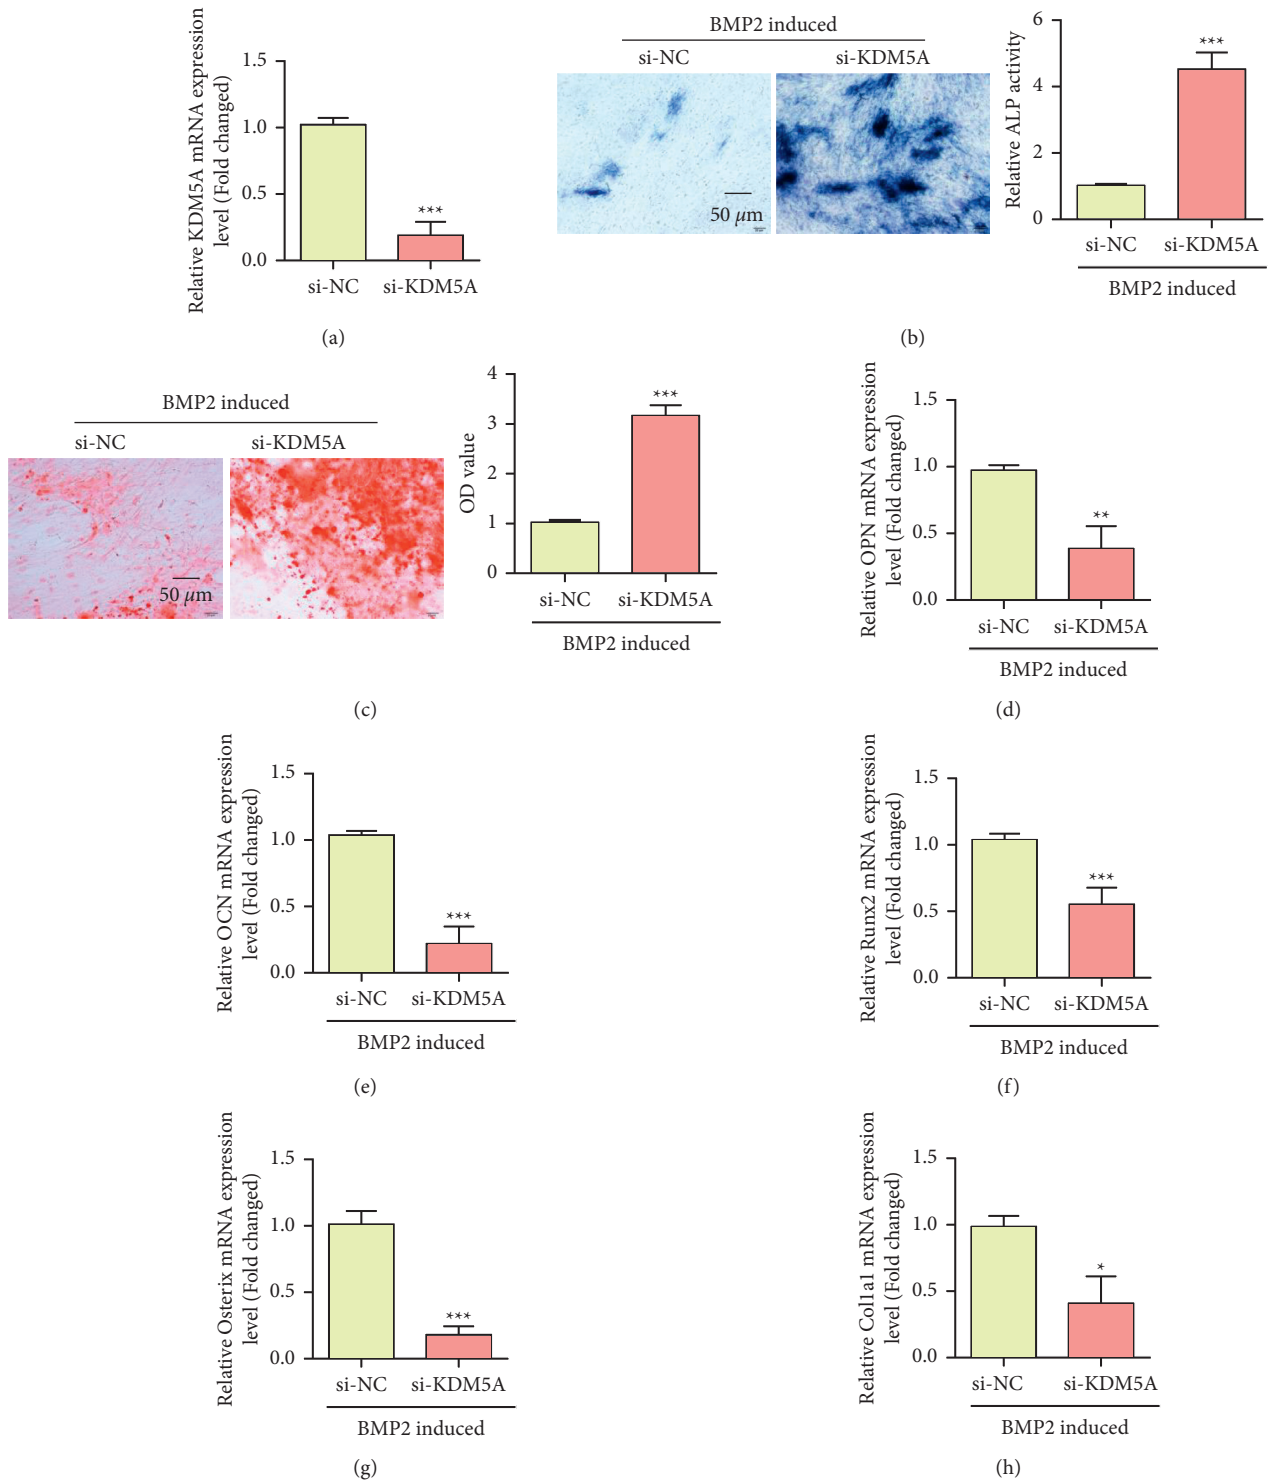 Relative KDM5A mRNA expression
level (Fold changed)
1.5
1.0
0.5
0.0
***
si-NC si-KDM5A
(a)
BMP2 induced
si-NC si-KDM5A
50 μm
Relative ALP activity
6
4
2
0
***
si-NC si-KDM5A
BMP2 induced
(b)
BMP2 induced
si-NC si-KDM5A
50 μm
OD value
4
3
2
1
0
***
si-NC si-KDM5A
BMP2 induced
(c)
Relative OPN mRNA expression
level (Fold changed)
1.5
1.0
0.5
0.0
**
si-NC si-KDM5A
BMP2 induced
(d)
Relative OCN mRNA expression
level (Fold changed)
1.5
1.0
0.5
0.0
***
si-NC si-KDM5A
BMP2 induced
(e)
Relative Runx2 mRNA expression
level (Fold changed)
1.5
1.0
0.5
0.0
***
si-NC si-KDM5A
BMP2 induced
(f)
Relative Osterix mRNA expression
level (Fold changed)
1.5
1.0
0.5
0.0
***
si-NC si-KDM5A
BMP2 induced
(g)
Relative Col1a1 mRNA expression
level (Fold changed)
1.5
1.0
0.5
0.0
*
si-NC si-KDM5A
BMP2 induced
(h)